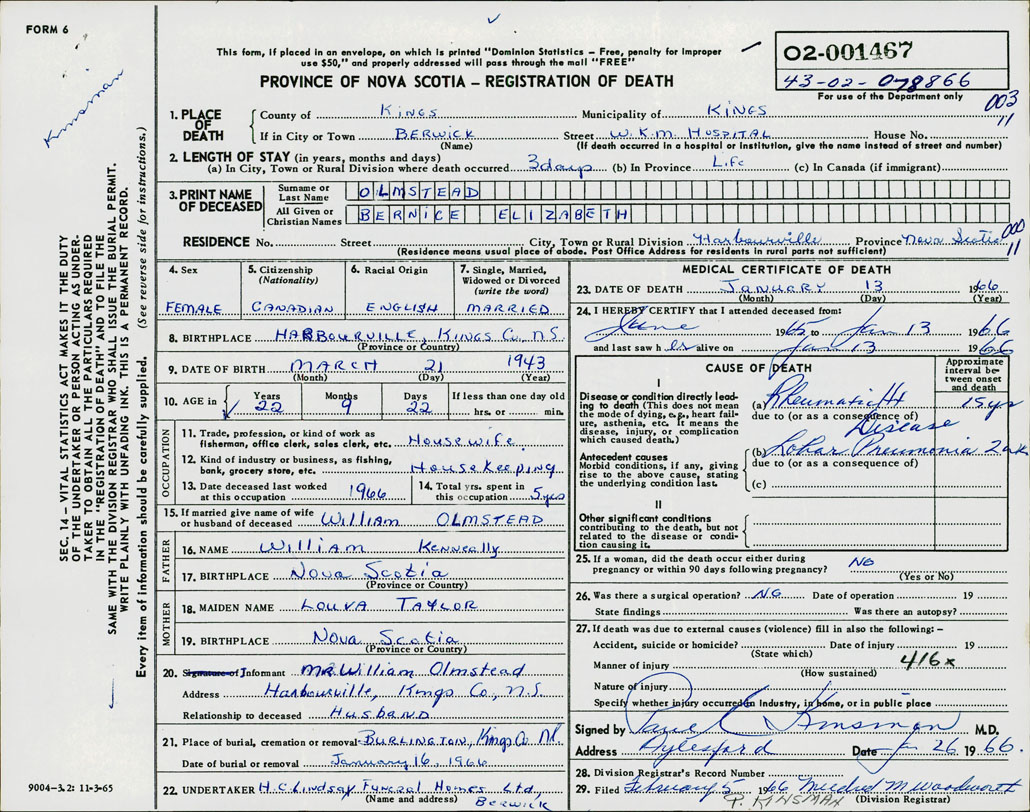 FORM 6
This form, if placed in an envelope, on which is printed "Dominion Statistics – Free, penalty for improper
use $50," and properly addressed will pass through the mail "FREE"
PROVINCE OF NOVA SCOTIA – REGISTRATION OF DEATH
02-001467
43-02-078866
For use of the Department only
003
11
Kinsman
SEC. 14 – VITAL STATISTICS ACT MAKES IT THE DUTY
OF THE UNDERTAKER OR PERSON ACTING AS UNDER-
TAKER TO OBTAIN ALL THE PARTICULARS REQUIRED
IN THE "REGISTRATION OF DEATH" AND TO FILE THE
SAME WITH THE DIVISION REGISTRAR WHO SHALL ISSUE THE BURIAL PERMIT.
WRITE PLAINLY WITH UNFADING INK. THIS IS A PERMANENT RECORD.
Every item of information should be carefully supplied. (See reverse side for instructions.)
1. PLACE OF DEATH
County of KINGS Municipality of KINGS
If in City or Town BERWICK Street W.K.M. HOSPITAL House No.
(Name) (If death occurred in a hospital or institution, give the name instead of street and number)
2. LENGTH OF STAY (in years, months and days)
(a) In City, Town or Rural Division where death occurred 3 days (b) In Province Life (c) In Canada (if immigrant)
3. PRINT NAME OF DECEASED
Surname or Last Name OLMSTEAD
All Given or Christian Names BERNICE ELIZABETH
RESIDENCE No. Street City, Town or Rural Division Harbourville Province Nova Scotia
000
11
(Residence means usual place of abode. Post Office Address for residents in rural parts not sufficient)
4. Sex
FEMALE
5. Citizenship (Nationality)
CANADIAN
6. Racial Origin
ENGLISH
7. Single, Married, Widowed or Divorced (write the word)
MARRIED
8. BIRTHPLACE HARBOURVILLE, KINGS Co., N.S.
(Province or Country)
9. DATE OF BIRTH MARCH 21 1943
(Month) (Day) (Year)
10. AGE in Years 22 Months 9 Days 22 If less than one day old hrs. or min.
OCCUPATION
11. Trade, profession, or kind of work as
fisherman, office clerk, sales clerk, etc. Housewife
12. Kind of industry or business, as fishing,
bank, grocery store, etc. House Keeping
13. Date deceased last worked
at this occupation 1966
14. Total yrs. spent in
this occupation 5 yrs
15. If married give name of wife
or husband of deceased William OLMSTEAD
FATHER
16. NAME William Kenneally
17. BIRTHPLACE Nova Scotia
(Province or Country)
MOTHER
18. MAIDEN NAME LOUVA TAYLOR
19. BIRTHPLACE Nova Scotia
(Province or Country)
20. Signature of Informant MR. William Olmstead
Address Harbourville, Kings Co., N.S.
Relationship to deceased HUSBAND
21. Place of burial, cremation or removal BURLINGTON, Kings Co.
Date of burial or removal January 16, 1966
22. UNDERTAKER H.C. Lindsay Funeral Homes Ltd,
(Name and address) BERWICK
9004–3.2: 11-3-65
MEDICAL CERTIFICATE OF DEATH
23. DATE OF DEATH JANUARY 13 1966
(Month) (Day) (Year)
24. I HEREBY CERTIFY that I attended deceased from:
June 1965 to Jan 13 1966
and last saw her alive on Jan 13 1966
CAUSE OF DEATH
Approximate interval between onset and death
I
Disease or condition directly lead-
ing to death (This does not mean
the mode of dying, e.g., heart failure,
asthenia, etc. It means the
disease, injury, or complication
which caused death.)
(a) Rheumatic Ht 15 yrs
due to (or as a consequence of)
Disease
Antecedent causes
Morbid conditions, if any, giving
rise to the above cause, stating
the underlying condition last.
(b) Lobar Pneumonia 2 wk
due to (or as a consequence of)
(c)
II
Other significant conditions
contributing to the death, but not
related to the disease or condi-
tion causing it.
25. If a woman, did the death occur either during
pregnancy or within 90 days following pregnancy? NO
(Yes or No)
26. Was there a surgical operation? NO Date of operation 19
State findings Was there an autopsy?
27. If death was due to external causes (violence) fill in also the following:–
Accident, suicide or homicide? Date of injury 19
(State which)
Manner of injury 416x
(How sustained)
Nature of injury
Specify whether injury occurred in Industry, in home, or in public place
Signed by Kinsman M.D.
Address Aylesford Date 26 1966.
28. Division Registrar's Record Number
29. Filed February 5 1966 M Woodworth
P. KINSMAN (Division Registrar)